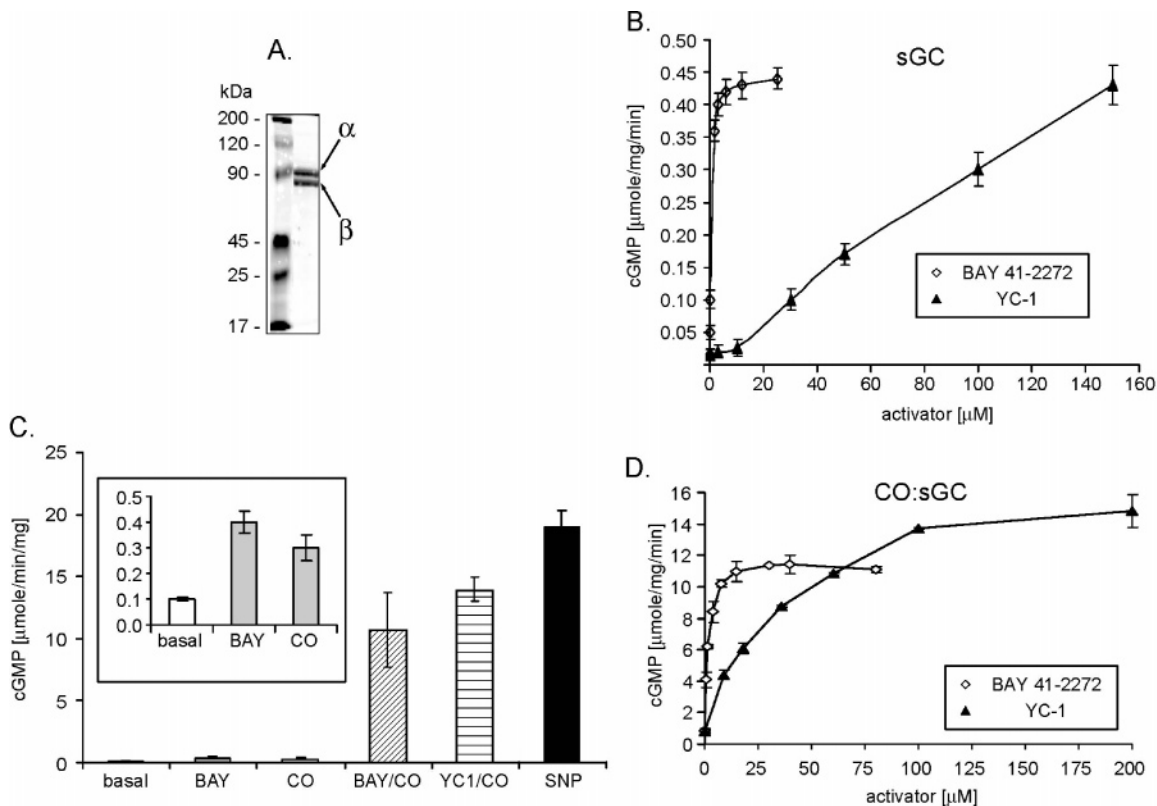 A.
kDa
200 -
120 -
90 -
45 -
25 -
17 -
α
β
B.
sGC
cGMP [µmole/mg/min]
0.50
0.45
0.40
0.35
0.30
0.25
0.20
0.15
0.10
0.05
0 20 40 60 80 100 120 140 160
activator [µM]
BAY 41-2272
YC-1
C.
cGMP [µmole/min/mg]
25
20
15
10
5
0
0.5
0.4
0.3
0.2
0.1
0.0
basal BAY CO
basal BAY CO BAY/CO YC1/CO SNP
D.
CO:sGC
cGMP [µmole/mg/min]
16
14
12
10
8
6
4
2
0
0 25 50 75 100 125 150 175 200
activator [µM]
BAY 41-2272
YC-1